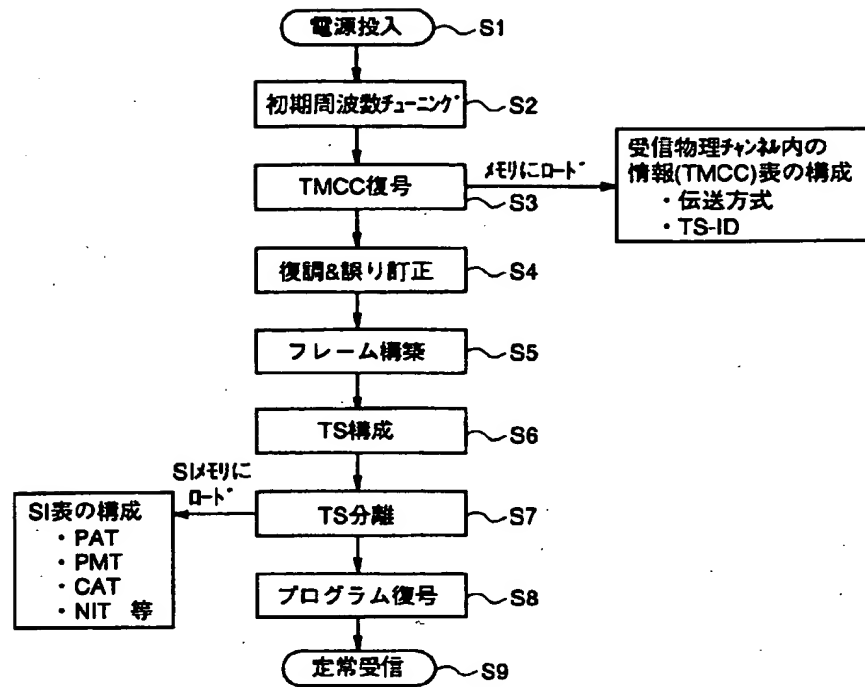 電源投入 S1
初期周波数チューニング S2
TMCC復号 S3
メモリにロード
受信物理チャンネル内の
情報(TMCC)表の構成
・伝送方式
・TS-ID
復調&誤り訂正 S4
フレーム構築 S5
TS構成 S6
TS分離 S7
SIメモリに
ロード
SI表の構成
・PAT
・PMT
・CAT
・NIT 等
プログラム復号 S8
定常受信 S9